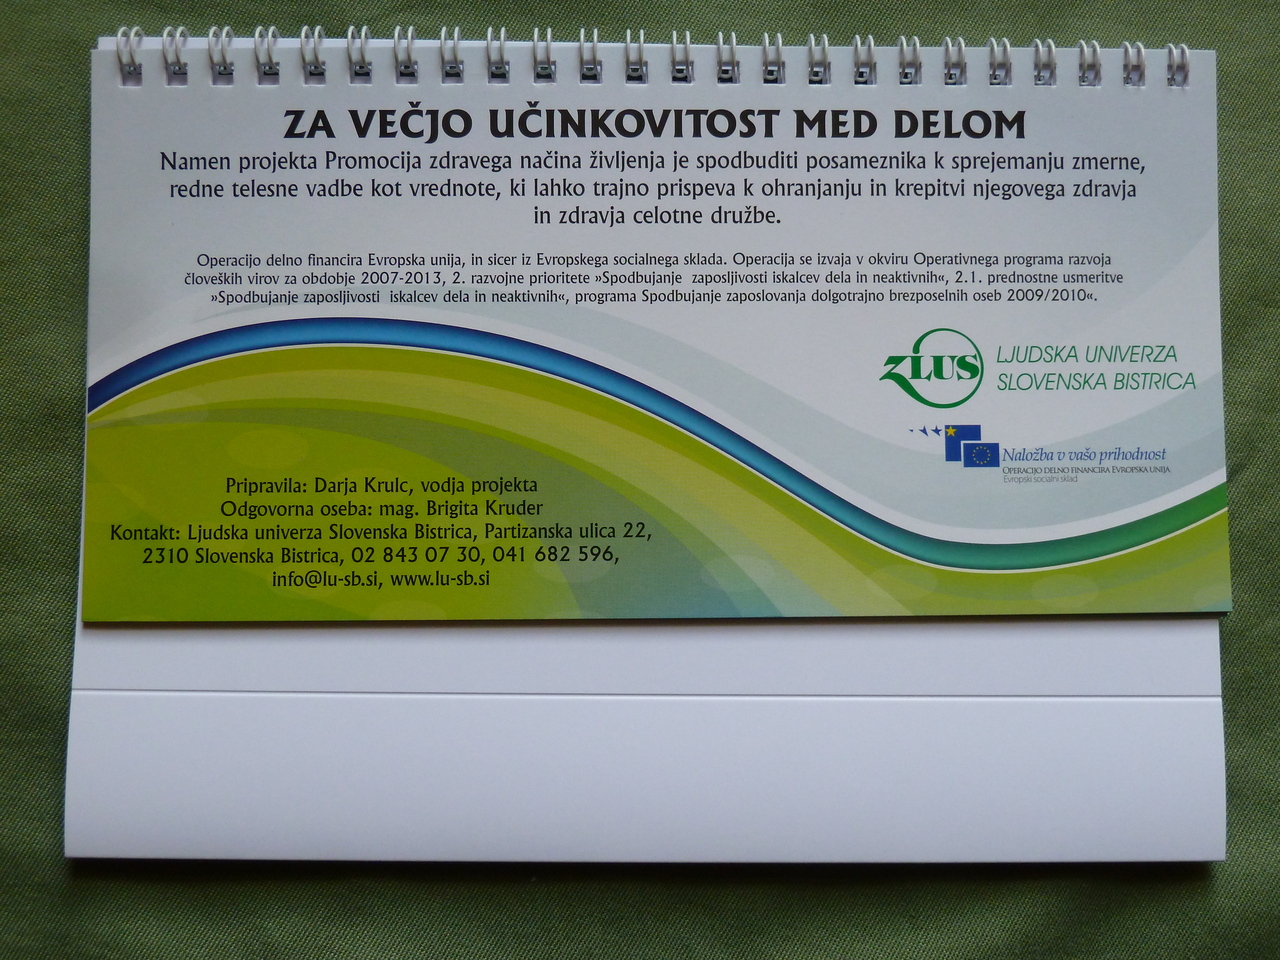 ZA VEČJO UČINKOVITOST MED DELOM
Namen projekta Promocija zdravega načina življenja je spodbuditi posameznika k sprejemanju zmerne,
redne telesne vadbe kot vrednote, ki lahko trajno prispeva k ohranjanju in krepitvi njegovega zdravja
in zdravja celotne družbe.
Operacijo delno financira Evropska unija, in sicer iz Evropskega socialnega sklada. Operacija se izvaja v okviru Operativnega programa razvoja
človeških virov za obdobje 2007-2013, 2. razvojne prioritete »Spodbujanje zaposljivosti iskalcev dela in neaktivnih«, 2.1. prednostne usmeritve
»Spodbujanje zaposljivosti iskalcev dela in neaktivnih«, programa Spodbujanje zaposlovanja dolgotrajno brezposelnih oseb 2009/2010«.
ZLUS
LJUDSKA UNIVERZA
SLOVENSKA BISTRICA
Naložba v vašo prihodnost
OPERACIJO DELNO FINANCIRA EVROPSKA UNIJA
Evropski socialni sklad
Pripravila: Darja Krulc, vodja projekta
Odgovorna oseba: mag. Brigita Kruder
Kontakt: Ljudska univerza Slovenska Bistrica, Partizanska ulica 22,
2310 Slovenska Bistrica, 02 843 07 30, 041 682 596,
info@lu-sb.si, www.lu-sb.si